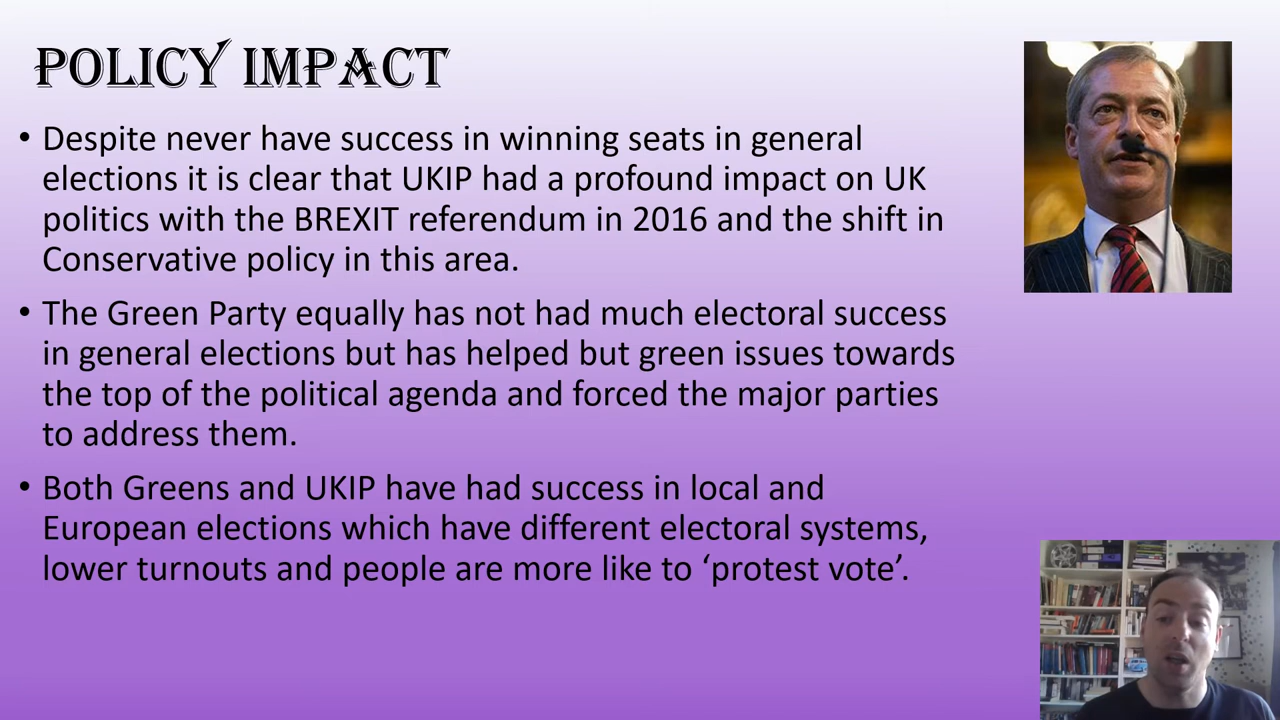 POLICY IMPACT
• Despite never have success in winning seats in general
elections it is clear that UKIP had a profound impact on UK
politics with the BREXIT referendum in 2016 and the shift in
Conservative policy in this area.
• The Green Party equally has not had much electoral success
in general elections but has helped but green issues towards
the top of the political agenda and forced the major parties
to address them.
• Both Greens and UKIP have had success in local and
European elections which have different electoral systems,
lower turnouts and people are more like to ‘protest vote’.